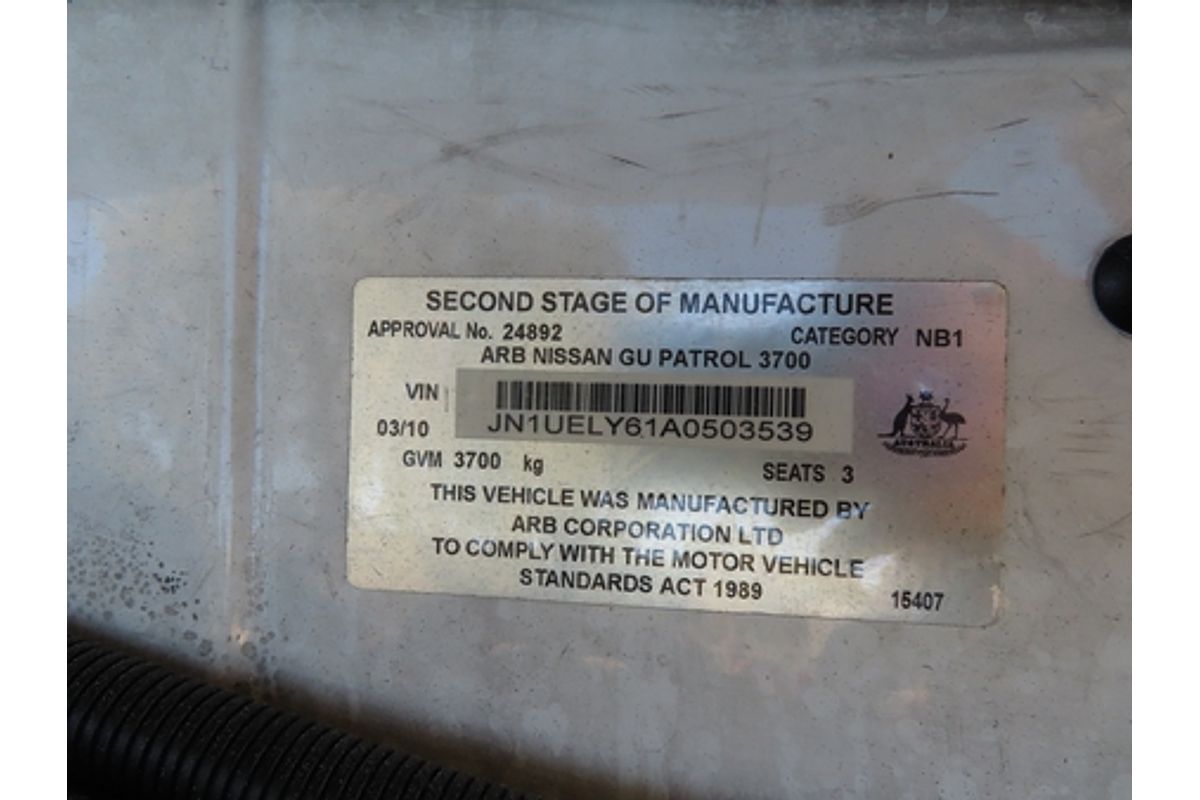 SECOND STAGE OF MANUFACTURE
APPROVAL No. 24892 CATEGORY NB1
ARB NISSAN GU PATROL 3700
VIN
JN1UELY61A0503539
03/10
AUSTRALIA
GVM 3700 kg SEATS 3
THIS VEHICLE WAS MANUFACTURED BY
ARB CORPORATION LTD
TO COMPLY WITH THE MOTOR VEHICLE
STANDARDS ACT 1989
15407